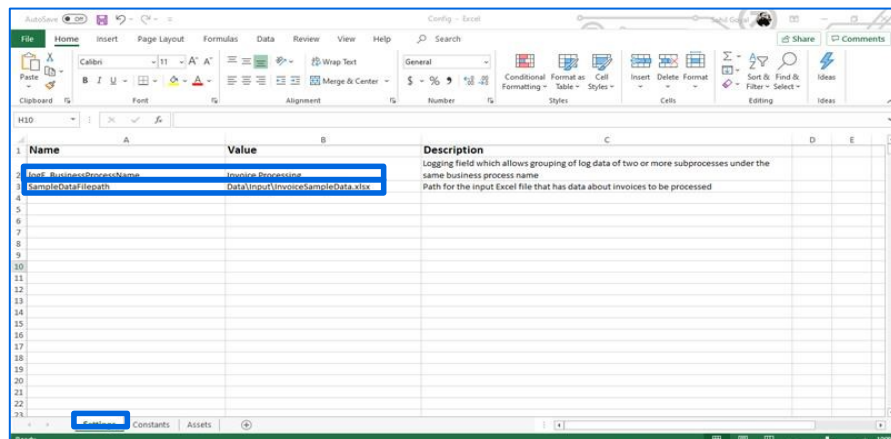 AutoSave Off Config - Excel
File Home Insert Page Layout Formulas Data Review View Help Search Share Comments
Paste Calibri 11 A A Wrap Text General Conditional Formatting Format as Table Cell Styles Insert Delete Format Sort & Filter Find & Select Ideas
B I U A Merge & Center $ % 9
Clipboard Font Alignment Number Styles Cells Editing Ideas
H10 fx
A B C D E
1 Name Value Description
Logging field which allows grouping of log data of two or more subprocesses under the
2 logF_BusinessProcessName Invoice Processing same business process name
3 SampleDataFilepath Data\Input\InvoiceSampleData.xlsx Path for the input Excel file that has data about invoices to be processed
4
5
6
7
8
9
10
11
12
13
14
15
16
17
18
19
20
21
22
23
Settings Constants Assets